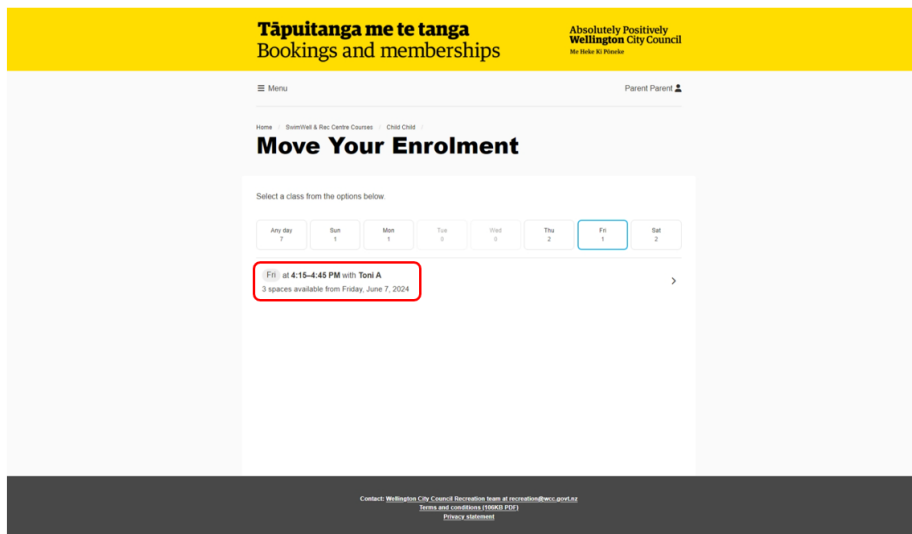 Tāpuitanga me te tanga
Bookings and memberships
Absolutely Positively
Wellington City Council
Me Heke Ki Pōneke
Menu
Parent Parent
Home | SwimWell & Rec Centre Courses | Child Child |
Move Your Enrolment
Select a class from the options below.
Any day Sun Mon Tue Wed Thu Fri Sat
7 1 1 0 0 2 1 2
Fri at 4:15–4:45 PM with Toni A
3 spaces available from Friday, June 7, 2024
Contact: Wellington City Council Recreation team at recreation@wcc.govt.nz
Terms and conditions (106KB PDF)
Privacy statement